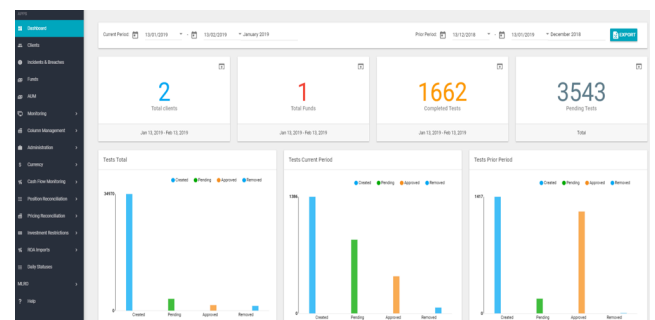 Dashboard
Clients
Incidents & Breaches
Funds
AUM
Monitoring
Column Management
Administration
Currency
Cash Flow Monitoring
Position Reconciliation
Pricing Reconciliation
Investment Restrictions
RDA Imports
Daily Statuses
MLRO
? Help
Current Period: 13/01/2019 - 13/02/2019 January 2019
Prior Period: 13/12/2018 - 13/01/2019 December 2018
EXPORT
2
Total clients
Jan 13, 2019 - Feb 13, 2019
1
Total Funds
Jan 13, 2019 - Feb 13, 2019
1662
Completed Tests
Jan 13, 2019 - Feb 13, 2019
3543
Pending Tests
Total
Tests Total
Created Pending Approved Removed
0
Created Pending Approved Removed
Tests Current Period
Created Pending Approved Removed
1386
0
Created Pending Approved Removed
Tests Prior Period
Created Pending Approved Removed
1417
0
Created Pending Approved Removed